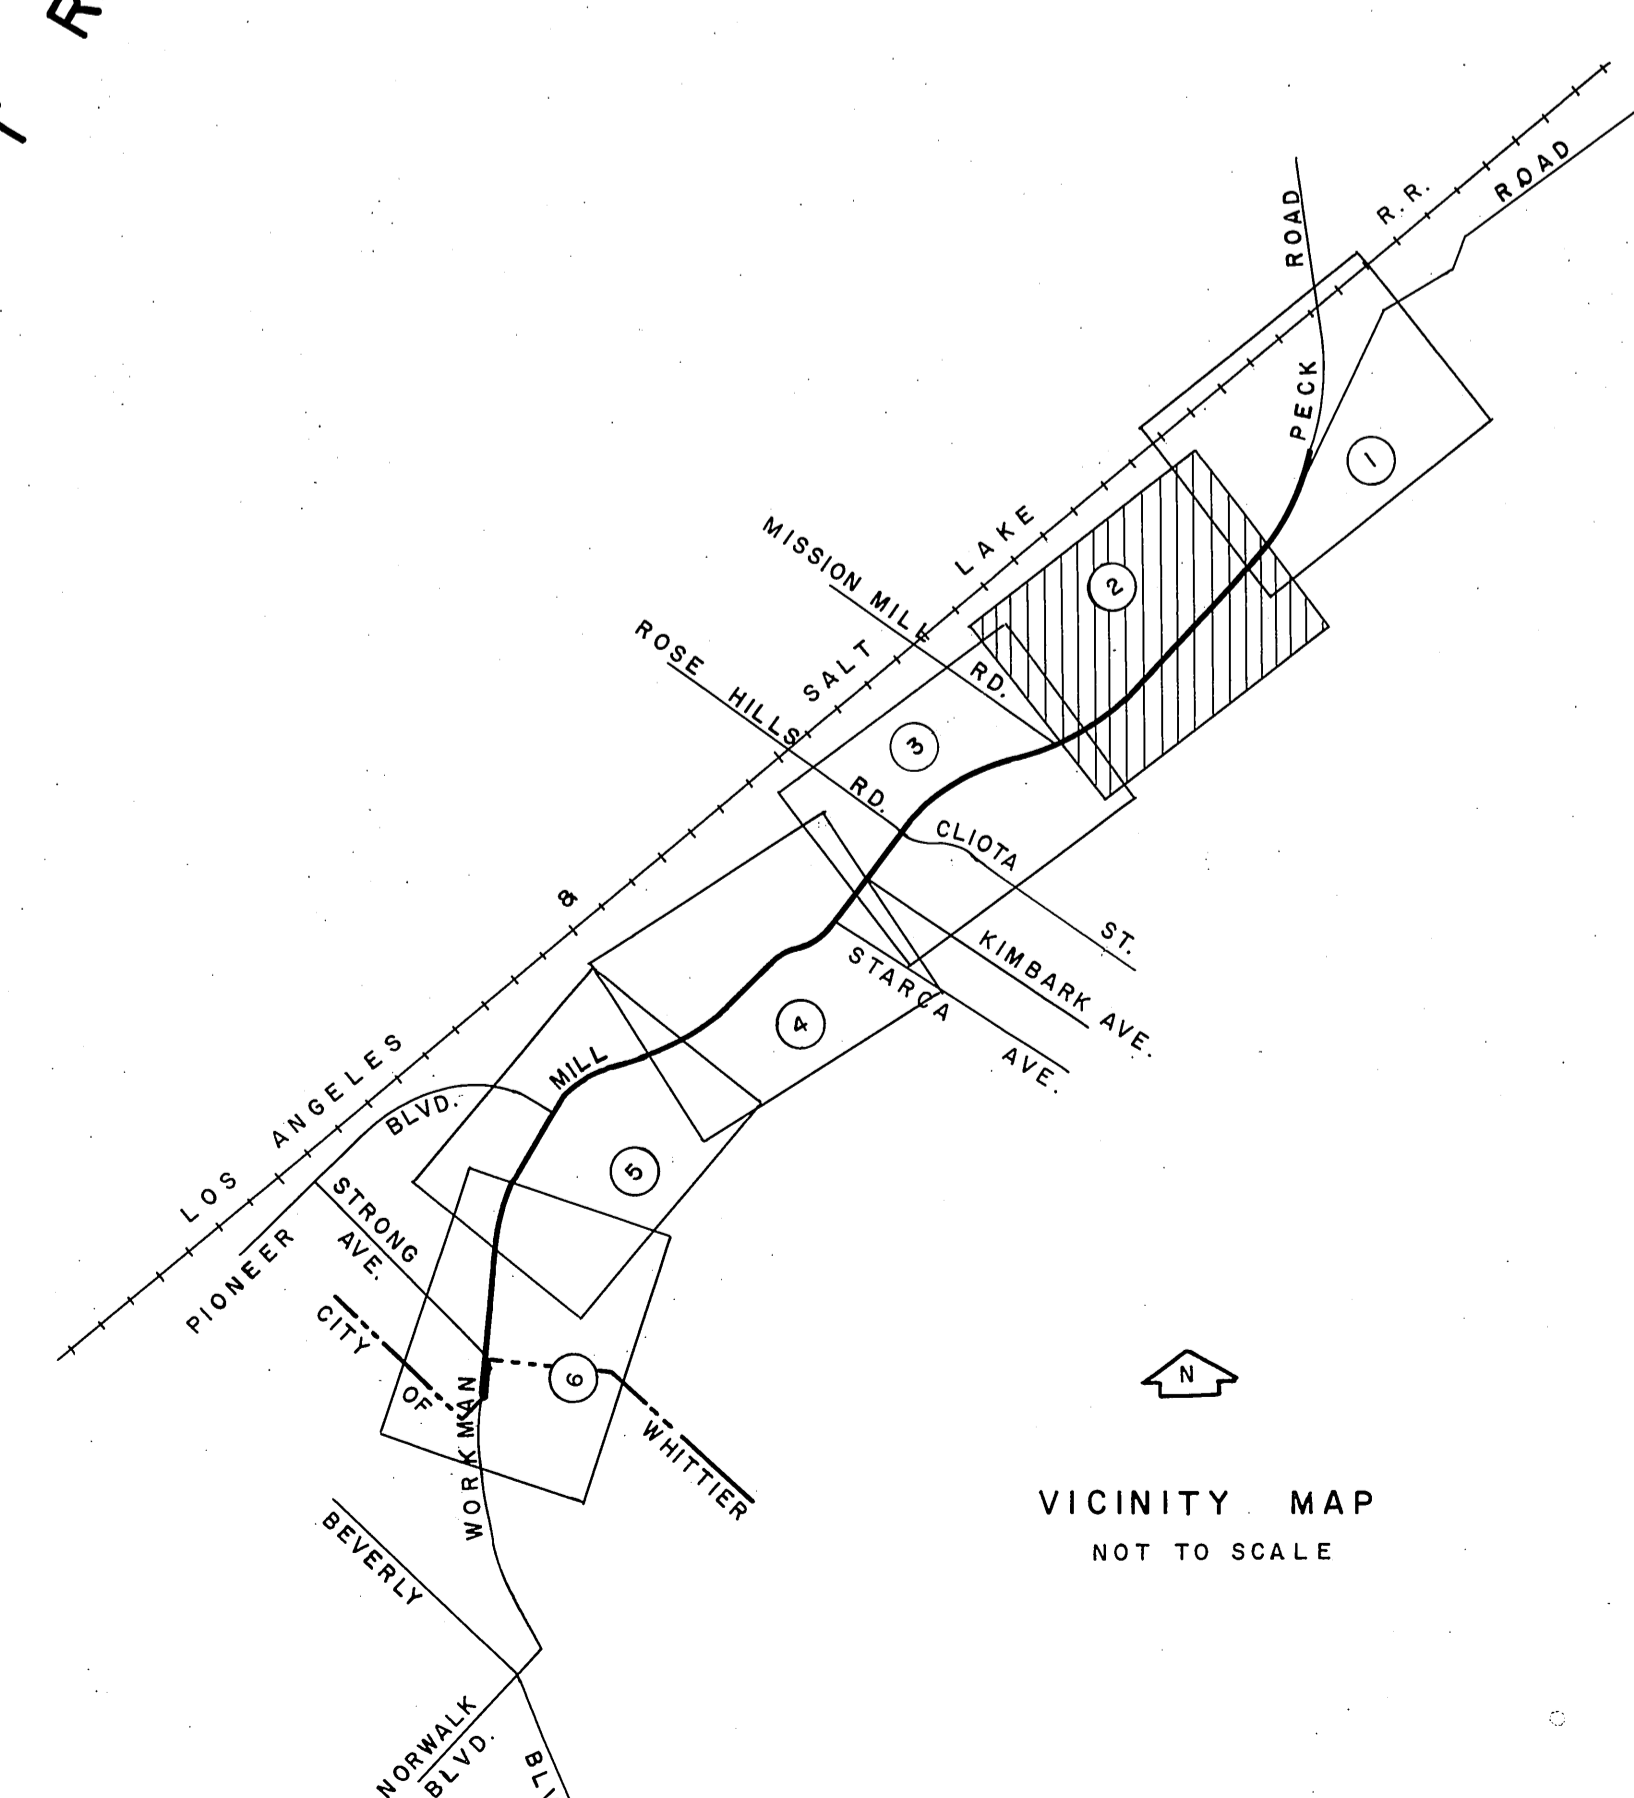 R
ROAD
R. R.
ROAD
PECK
1
LOS ANGELES & SALT LAKE
MISSION MILL RD.
2
ROSE HILLS RD.
3
CLIOTA ST.
KIMBARK AVE.
STARCA AVE.
4
WORKMAN MILL
PIONEER BLVD.
5
STRONG
AVE.
CITY OF WHITTIER
6
N
VICINITY MAP
NOT TO SCALE
BEVERLY
NORWALK
BLVD.